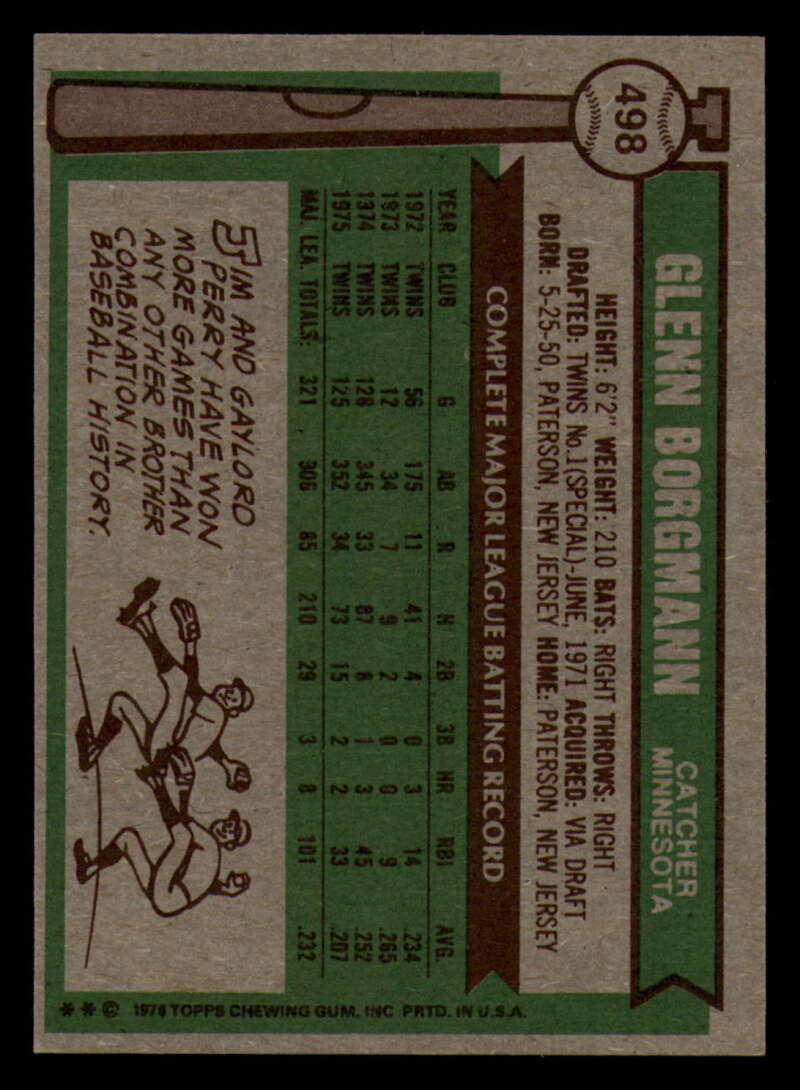 498
T
GLENN BORGMANN
CATCHER
MINNESOTA
HEIGHT: 6'2" WEIGHT: 210 BATS: RIGHT THROWS: RIGHT
DRAFTED: TWINS No.1(SPECIAL)-JUNE, 1971 ACQUIRED: VIA DRAFT
BORN: 5-25-50, PATERSON, NEW JERSEY HOME: PATERSON, NEW JERSEY
COMPLETE MAJOR LEAGUE BATTING RECORD
YEAR CLUB G AB R H 2B 3B HR RBI AVG.
1972 TWINS 56 175 11 41 4 0 3 14 .234
1973 TWINS 12 34 7 9 2 0 0 9 .265
1974 TWINS 128 345 33 87 8 1 3 45 .252
1975 TWINS 125 352 34 73 15 2 2 33 .207
MAJ. LEA. TOTALS: 321 906 85 210 29 3 8 101 .232
JIM AND GAYLORD
PERRY HAVE WON
MORE GAMES THAN
ANY OTHER BROTHER
COMBINATION IN
BASEBALL HISTORY.
** © 1976 TOPPS CHEWING GUM, INC PRTD. IN U.S.A.